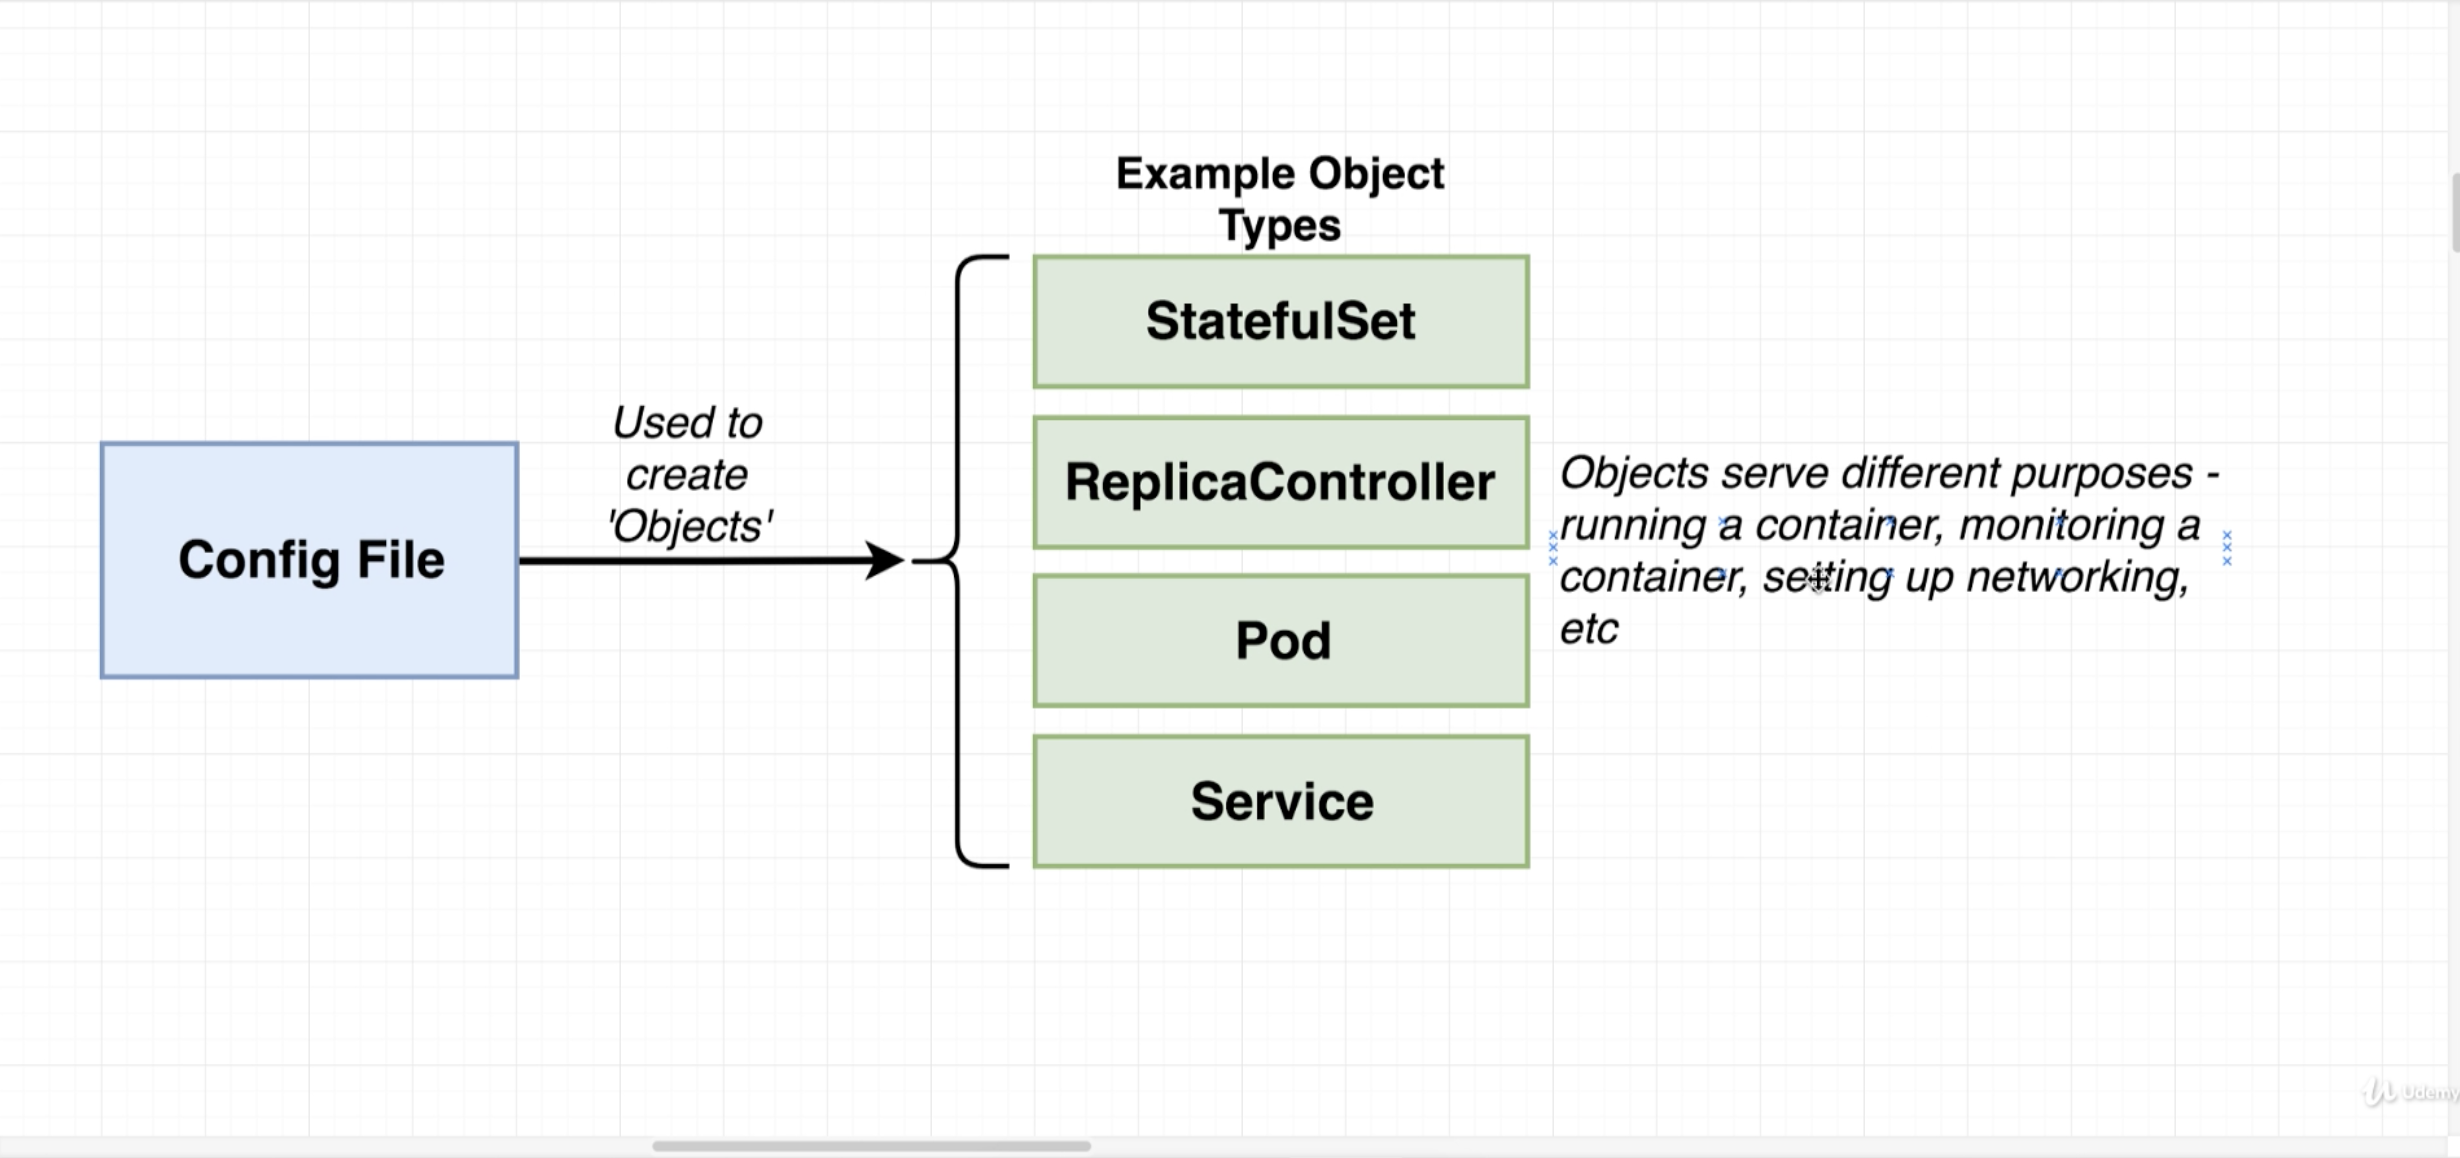 Example Object
Types
StatefulSet
Used to
create
'Objects'
Config File
ReplicaController
Objects serve different purposes -
running a container, monitoring a
container, setting up networking,
etc
Pod
Service
Udemy